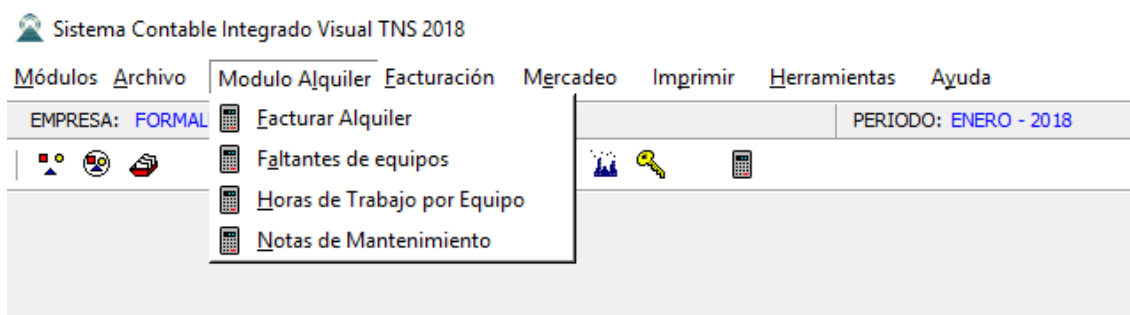 Sistema Contable Integrado Visual TNS 2018
Módulos Archivo Modulo Alquiler Facturación Mercadeo Imprimir Herramientas Ayuda
EMPRESA: FORMAL PERIODO: ENERO - 2018
Facturar Alquiler
Faltantes de equipos
Horas de Trabajo por Equipo
Notas de Mantenimiento